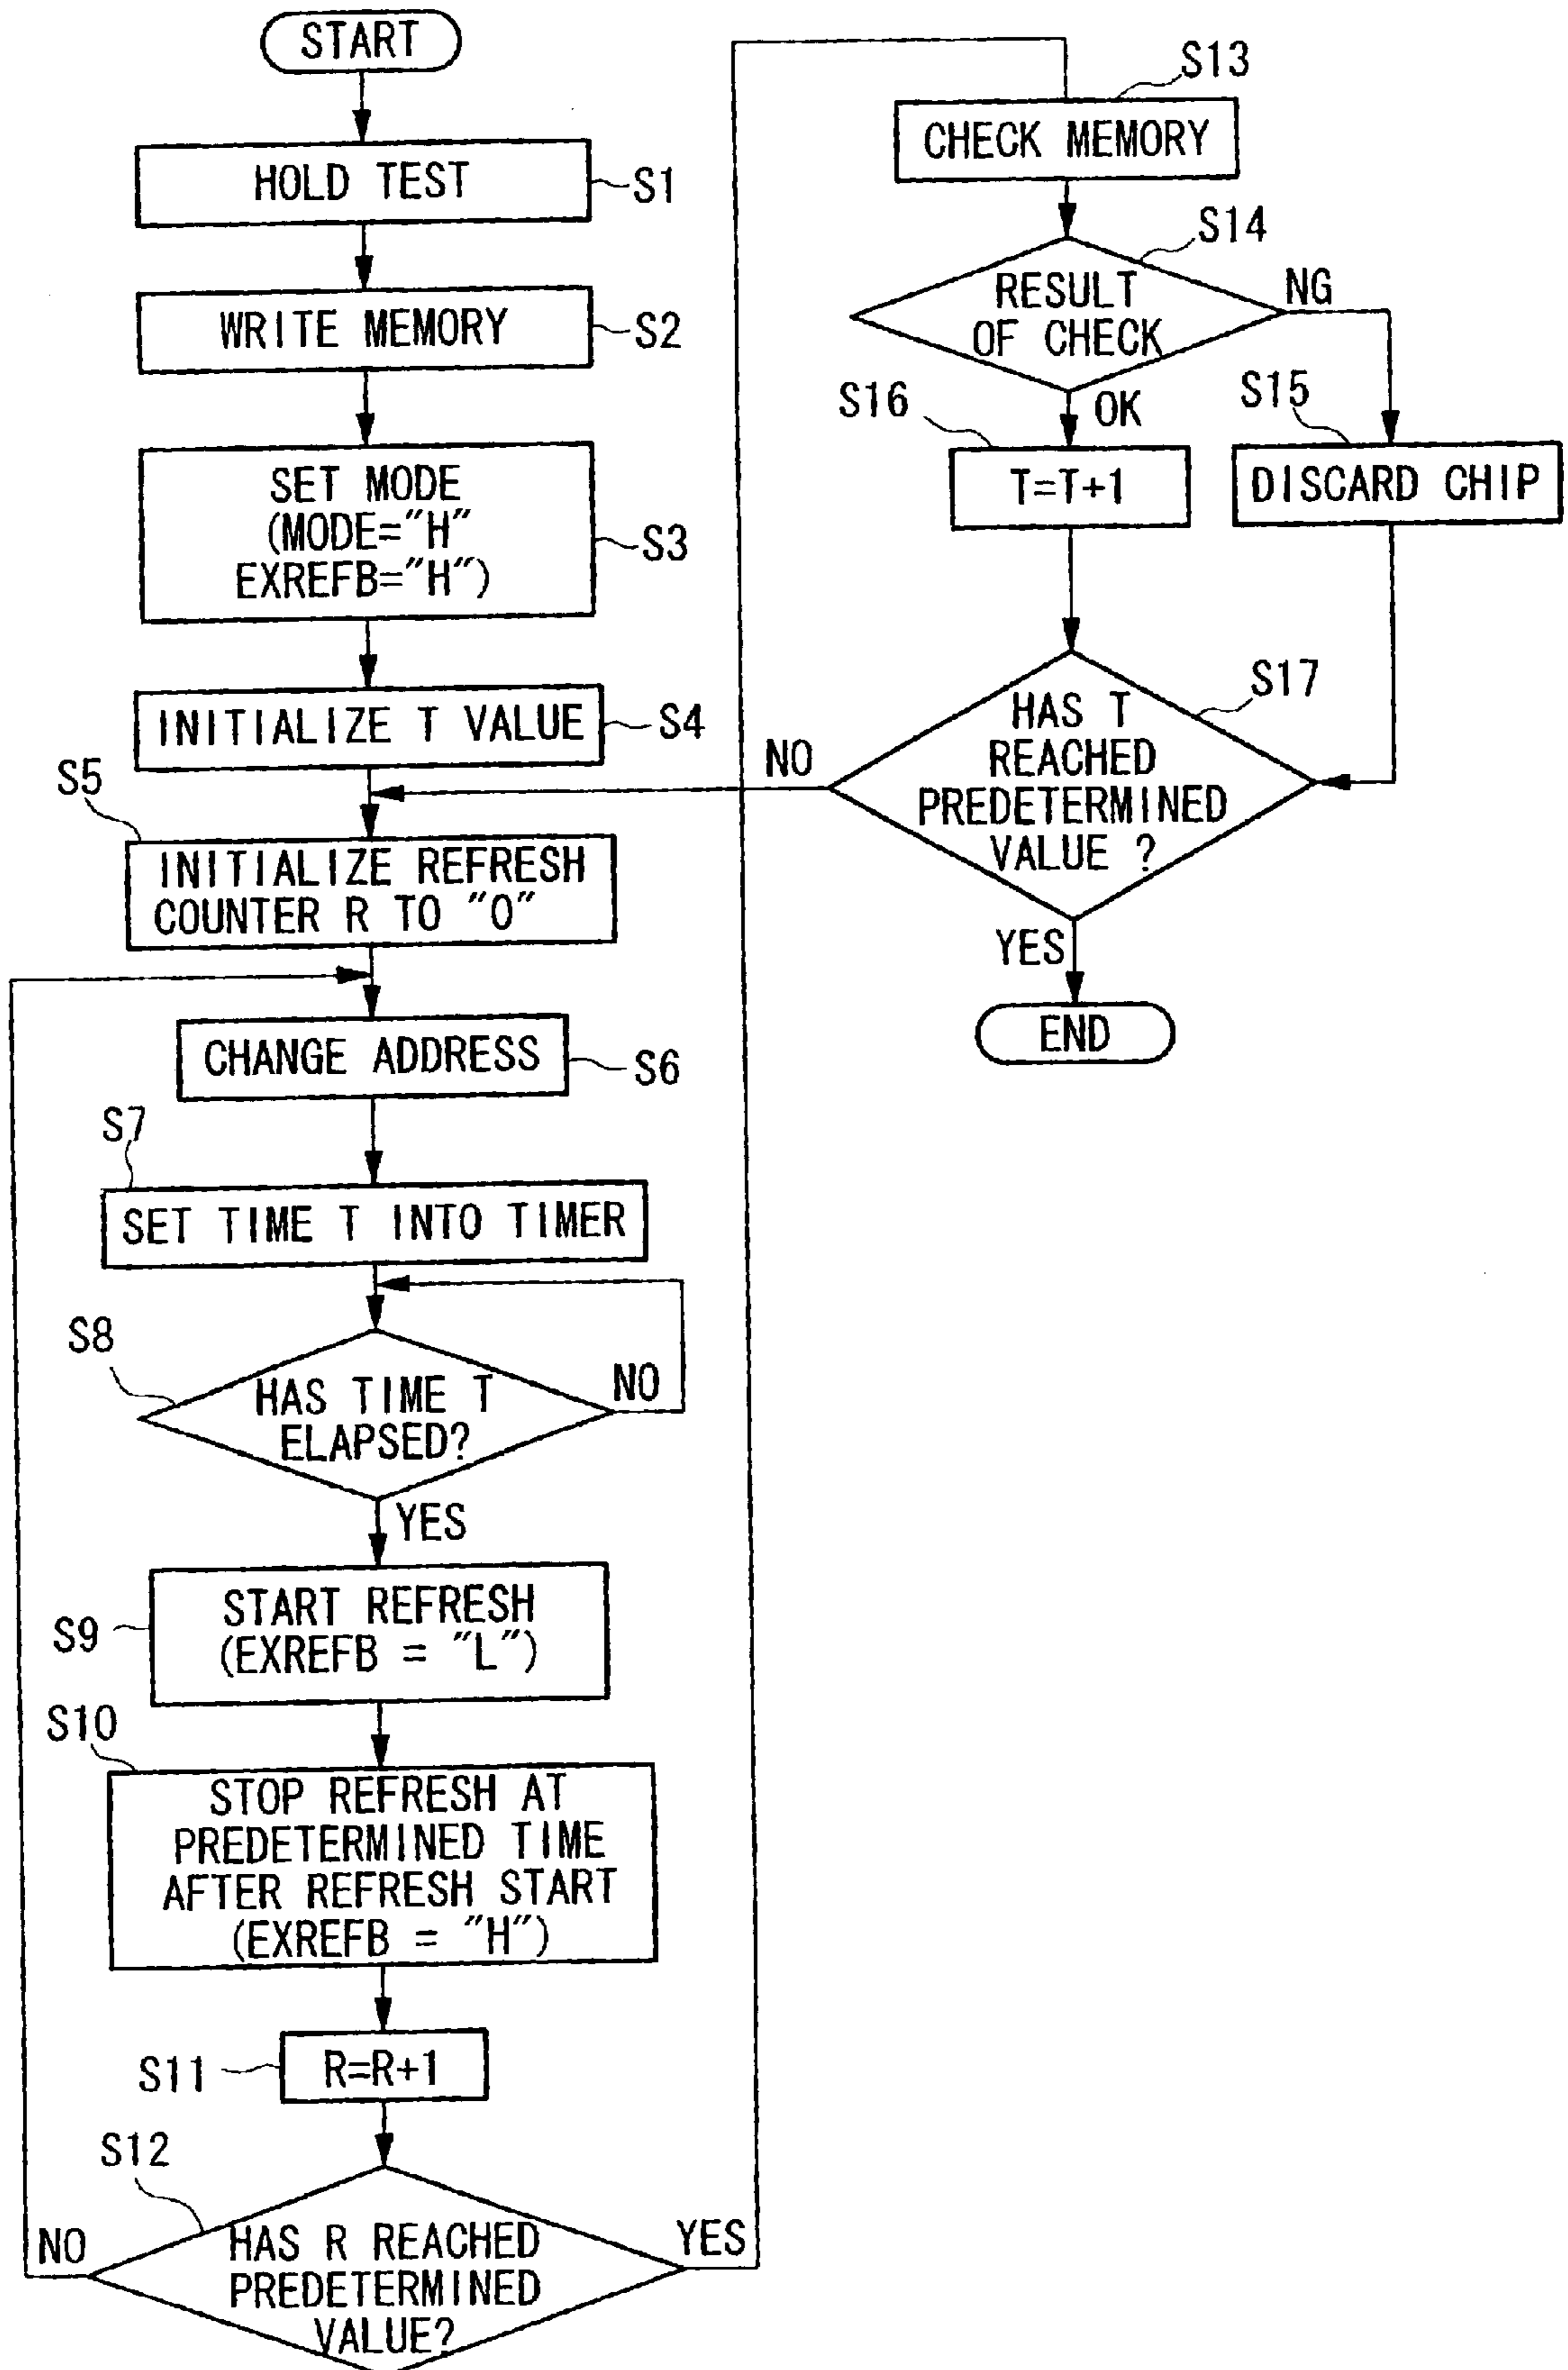 START
HOLD TEST
S1
WRITE MEMORY
S2
SET MODE
(MODE="H"
EXREFB="H")
S3
INITIALIZE T VALUE
S4
S5
INITIALIZE REFRESH
COUNTER R TO "0"
CHANGE ADDRESS
S6
S7
SET TIME T INTO TIMER
S8
HAS TIME T
ELAPSED?
NO
YES
S9
START REFRESH
(EXREFB = "L")
S10
STOP REFRESH AT
PREDETERMINED TIME
AFTER REFRESH START
(EXREFB = "H")
S11
R=R+1
S12
NO
HAS R REACHED
PREDETERMINED
VALUE?
YES
S13
CHECK MEMORY
S14
RESULT
OF CHECK
NG
OK
S16
T=T+1
S15
DISCARD CHIP
S17
HAS T
REACHED
PREDETERMINED
VALUE ?
NO
YES
END